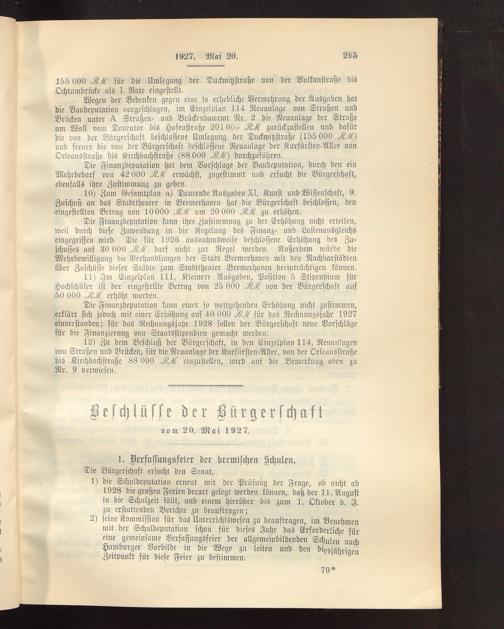 1927. Mai 20.
295
155 000 RM für die Umlegung der Duckwitzstraße von der Vulkanstraße bis
Ochtumbrücke als 1. Rate eingestellt.
Wegen der Bedenken gegen eine so erhebliche Vermehrung der Ausgaben hat
die Baudeputation vorgeschlagen, im Einzelplan 114 Neuanlage von Straßen und
Brücken unter A Straßen- und Brückenbauamt Nr. 2 die Neuanlage der Straße
am Wall vom Doventor bis Hafenstraße 201 000 RM zurückzustellen und dafür
die von der Bürgerschaft beschlossene Umlegung der Duckwitzstraße (155 000 RM)
und ferner die von der Bürgerschaft beschlossene Neuanlage der Kurfürsten-Allee von
Orleansstraße bis Kirchbachstraße (88 000 RM) durchzuführen.
Die Finanzdeputation hat dem Vorschlage der Baudeputation, durch den ein
Mehrbedarf von 42 000 RM erwächst, zugestimmt und ersucht die Bürgerschaft,
ebenfalls ihre Zustimmung zu geben.
10) Zum Gesamtplan a) Dauernde Ausgaben XI, Kunst und Wissenschaft, 9.
Zuschuß an das Stadttheater in Bremerhaven hat die Bürgerschaft beschlossen, den
eingestellten Betrag von 10 000 RM um 20 000 RM zu erhöhen.
Die Finanzdeputation kann ihre Zustimmung zu der Erhöhung nicht erteilen,
weil durch diese Zuwendung in die Regelung des Finanz- und Lastenausgleichs
eingegriffen wird. Die für 1926 ausnahmsweise beschlossene Erhöhung des Zu-
schusses auf 30 000 RM darf nicht zur Regel werden. Außerdem würde die
Mehrbewilligung die Verhandlungen der Stadt Bremerhaven mit den Nachbarstädten
über Zuschüsse dieser Städte zum Stadttheater Bremerhaven beeinträchtigen können.
11) Im Einzelplan 111, Kleinere Ausgaben, Position 5 Stipendien für
Hochschüler ist der eingestellte Betrag von 25 000 RM von der Bürgerschaft auf
50 000 RM erhöht worden.
Die Finanzdeputation kann einer so weitgehenden Erhöhung nicht zustimmen,
erklärt sich jedoch mit einer Erhöhung auf 40 000 RM für das Rechnungsjahr 1927
einverstanden; für das Rechnungsjahr 1928 sollen der Bürgerschaft neue Vorschläge
für die Finanzierung von Staatsstipendien gemacht werden.
12) Zu dem Beschluß der Bürgerschaft, in den Einzelplan 114, Neuanlagen
von Straßen und Brücken, für die Neuanlage der Kurfürsten-Allee, von der Orleansstraße
bis Kirchbachstraße 88 000 RM einzustellen, wird auf die Bemerkung oben zu
Nr. 9 verwiesen.
Beschlüsse der Bürgerschaft
vom 20. Mai 1927.
1. Verfassungsfeier der bremischen Schulen.
Die Bürgerschaft ersucht den Senat,
1) die Schuldeputation erneut mit der Prüfung der Frage, ob nicht ab
1928 die großen Ferien derart gelegt werden können, daß der 11. August
in die Schulzeit fällt, und einem hierüber bis zum 1. Oktober d. J.
zu erstattenden Berichte zu beauftragen;
2) seine Kommission für das Unterrichtswesen zu beauftragen, im Benehmen
mit der Schuldeputation schon für dieses Jahr das Erforderliche für
eine gemeinsame Verfassungsfeier der allgemeinbildenden Schulen nach
Hamburger Vorbilde in die Wege zu leiten und den diesjährigen
Zeitpunkt für diese Feier zu bestimmen.
79*